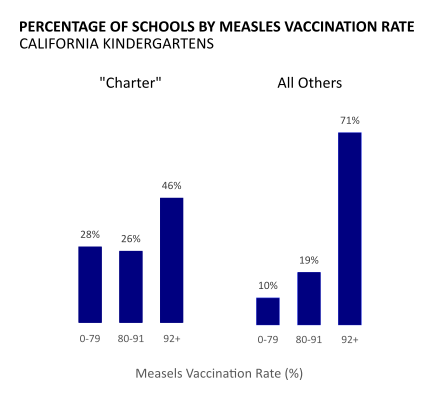 PERCENTAGE OF SCHOOLS BY MEASLES VACCINATION RATE
CALIFORNIA KINDERGARTENS
"Charter"
28%
26%
46%
0-79
80-91
92+
All Others
10%
19%
71%
0-79
80-91
92+
Measels Vaccination Rate (%)